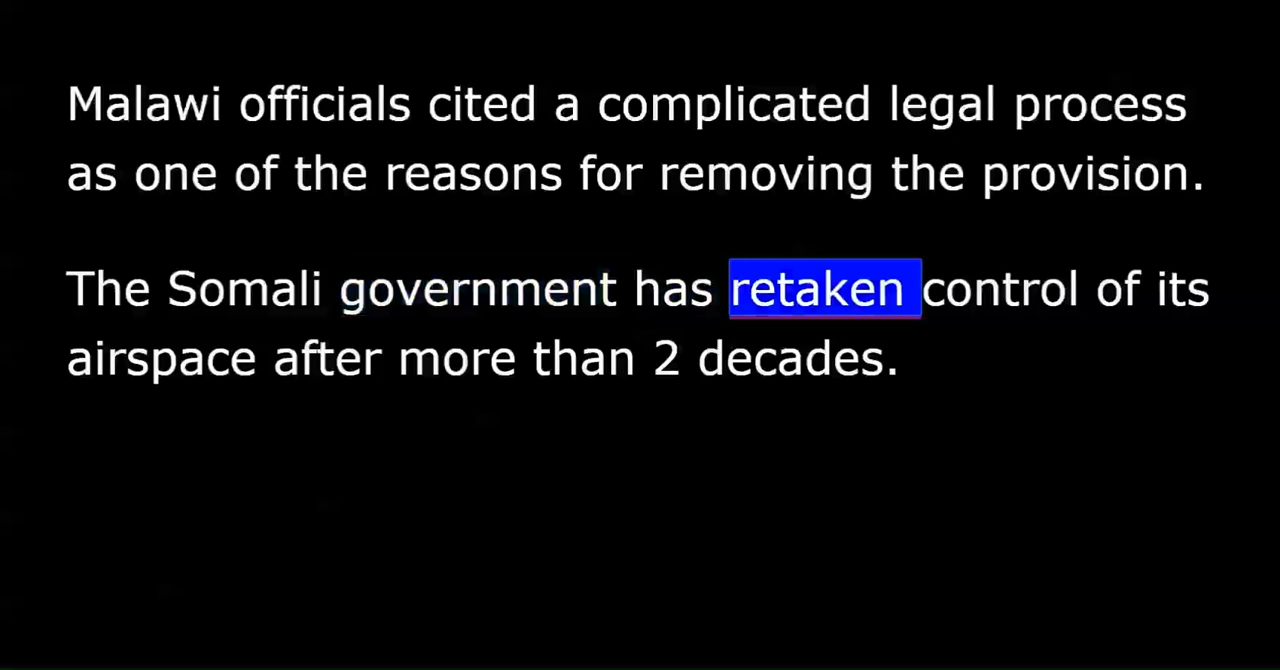 Malawi officials cited a complicated legal process
as one of the reasons for removing the provision.
The Somali government has retaken control of its
airspace after more than 2 decades.